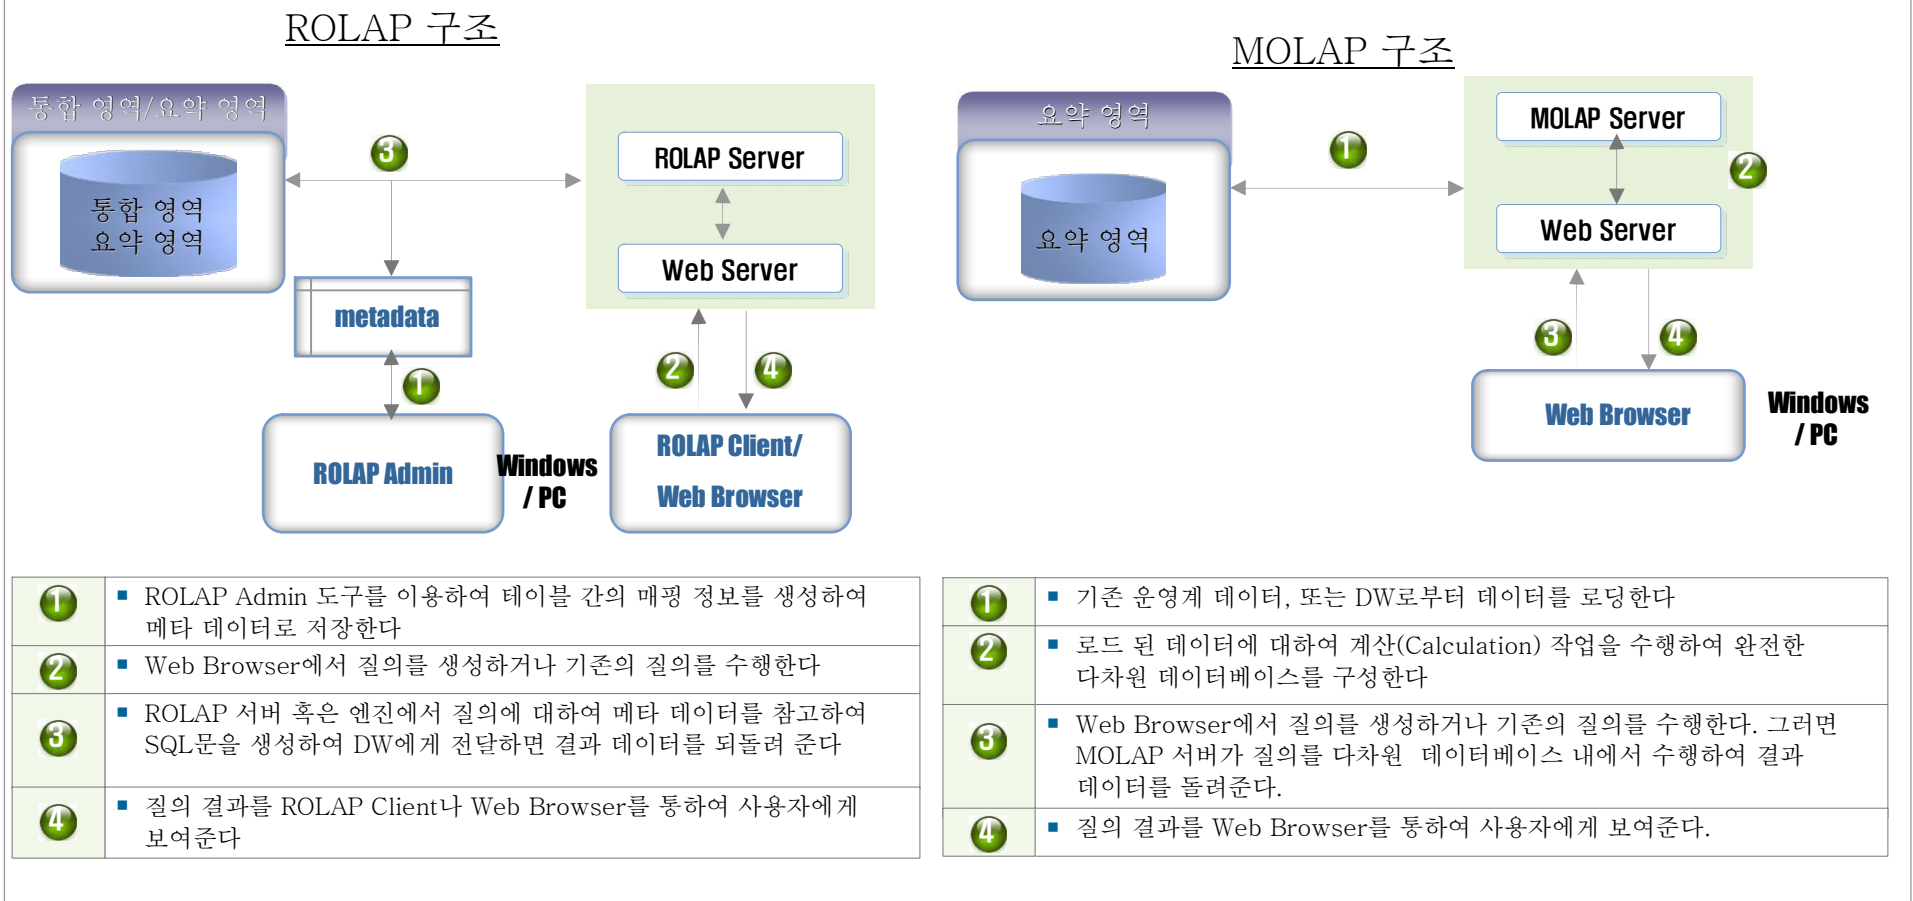 ROLAP 구조
통합 영역/요약 영역
통합 영역
요약 영역
3
ROLAP Server
Web Server
metadata
1
2
4
ROLAP Admin
Windows
/ PC
ROLAP Client/
Web Browser
1
▪ ROLAP Admin 도구를 이용하여 테이블 간의 매핑 정보를 생성하여
메타 데이터로 저장한다
2
▪ Web Browser에서 질의를 생성하거나 기존의 질의를 수행한다
3
▪ ROLAP 서버 혹은 엔진에서 질의에 대하여 메타 데이터를 참고하여
SQL문을 생성하여 DW에게 전달하면 결과 데이터를 되돌려 준다
4
▪ 질의 결과를 ROLAP Client나 Web Browser를 통하여 사용자에게
보여준다
MOLAP 구조
요약 영역
요약 영역
1
MOLAP Server
2
Web Server
3
4
Web Browser
Windows
/ PC
1
▪ 기존 운영계 데이터, 또는 DW로부터 데이터를 로딩한다
2
▪ 로드 된 데이터에 대하여 계산(Calculation) 작업을 수행하여 완전한
다차원 데이터베이스를 구성한다
3
▪ Web Browser에서 질의를 생성하거나 기존의 질의를 수행한다. 그러면
MOLAP 서버가 질의를 다차원 데이터베이스 내에서 수행하여 결과
데이터를 돌려준다.
4
▪ 질의 결과를 Web Browser를 통하여 사용자에게 보여준다.